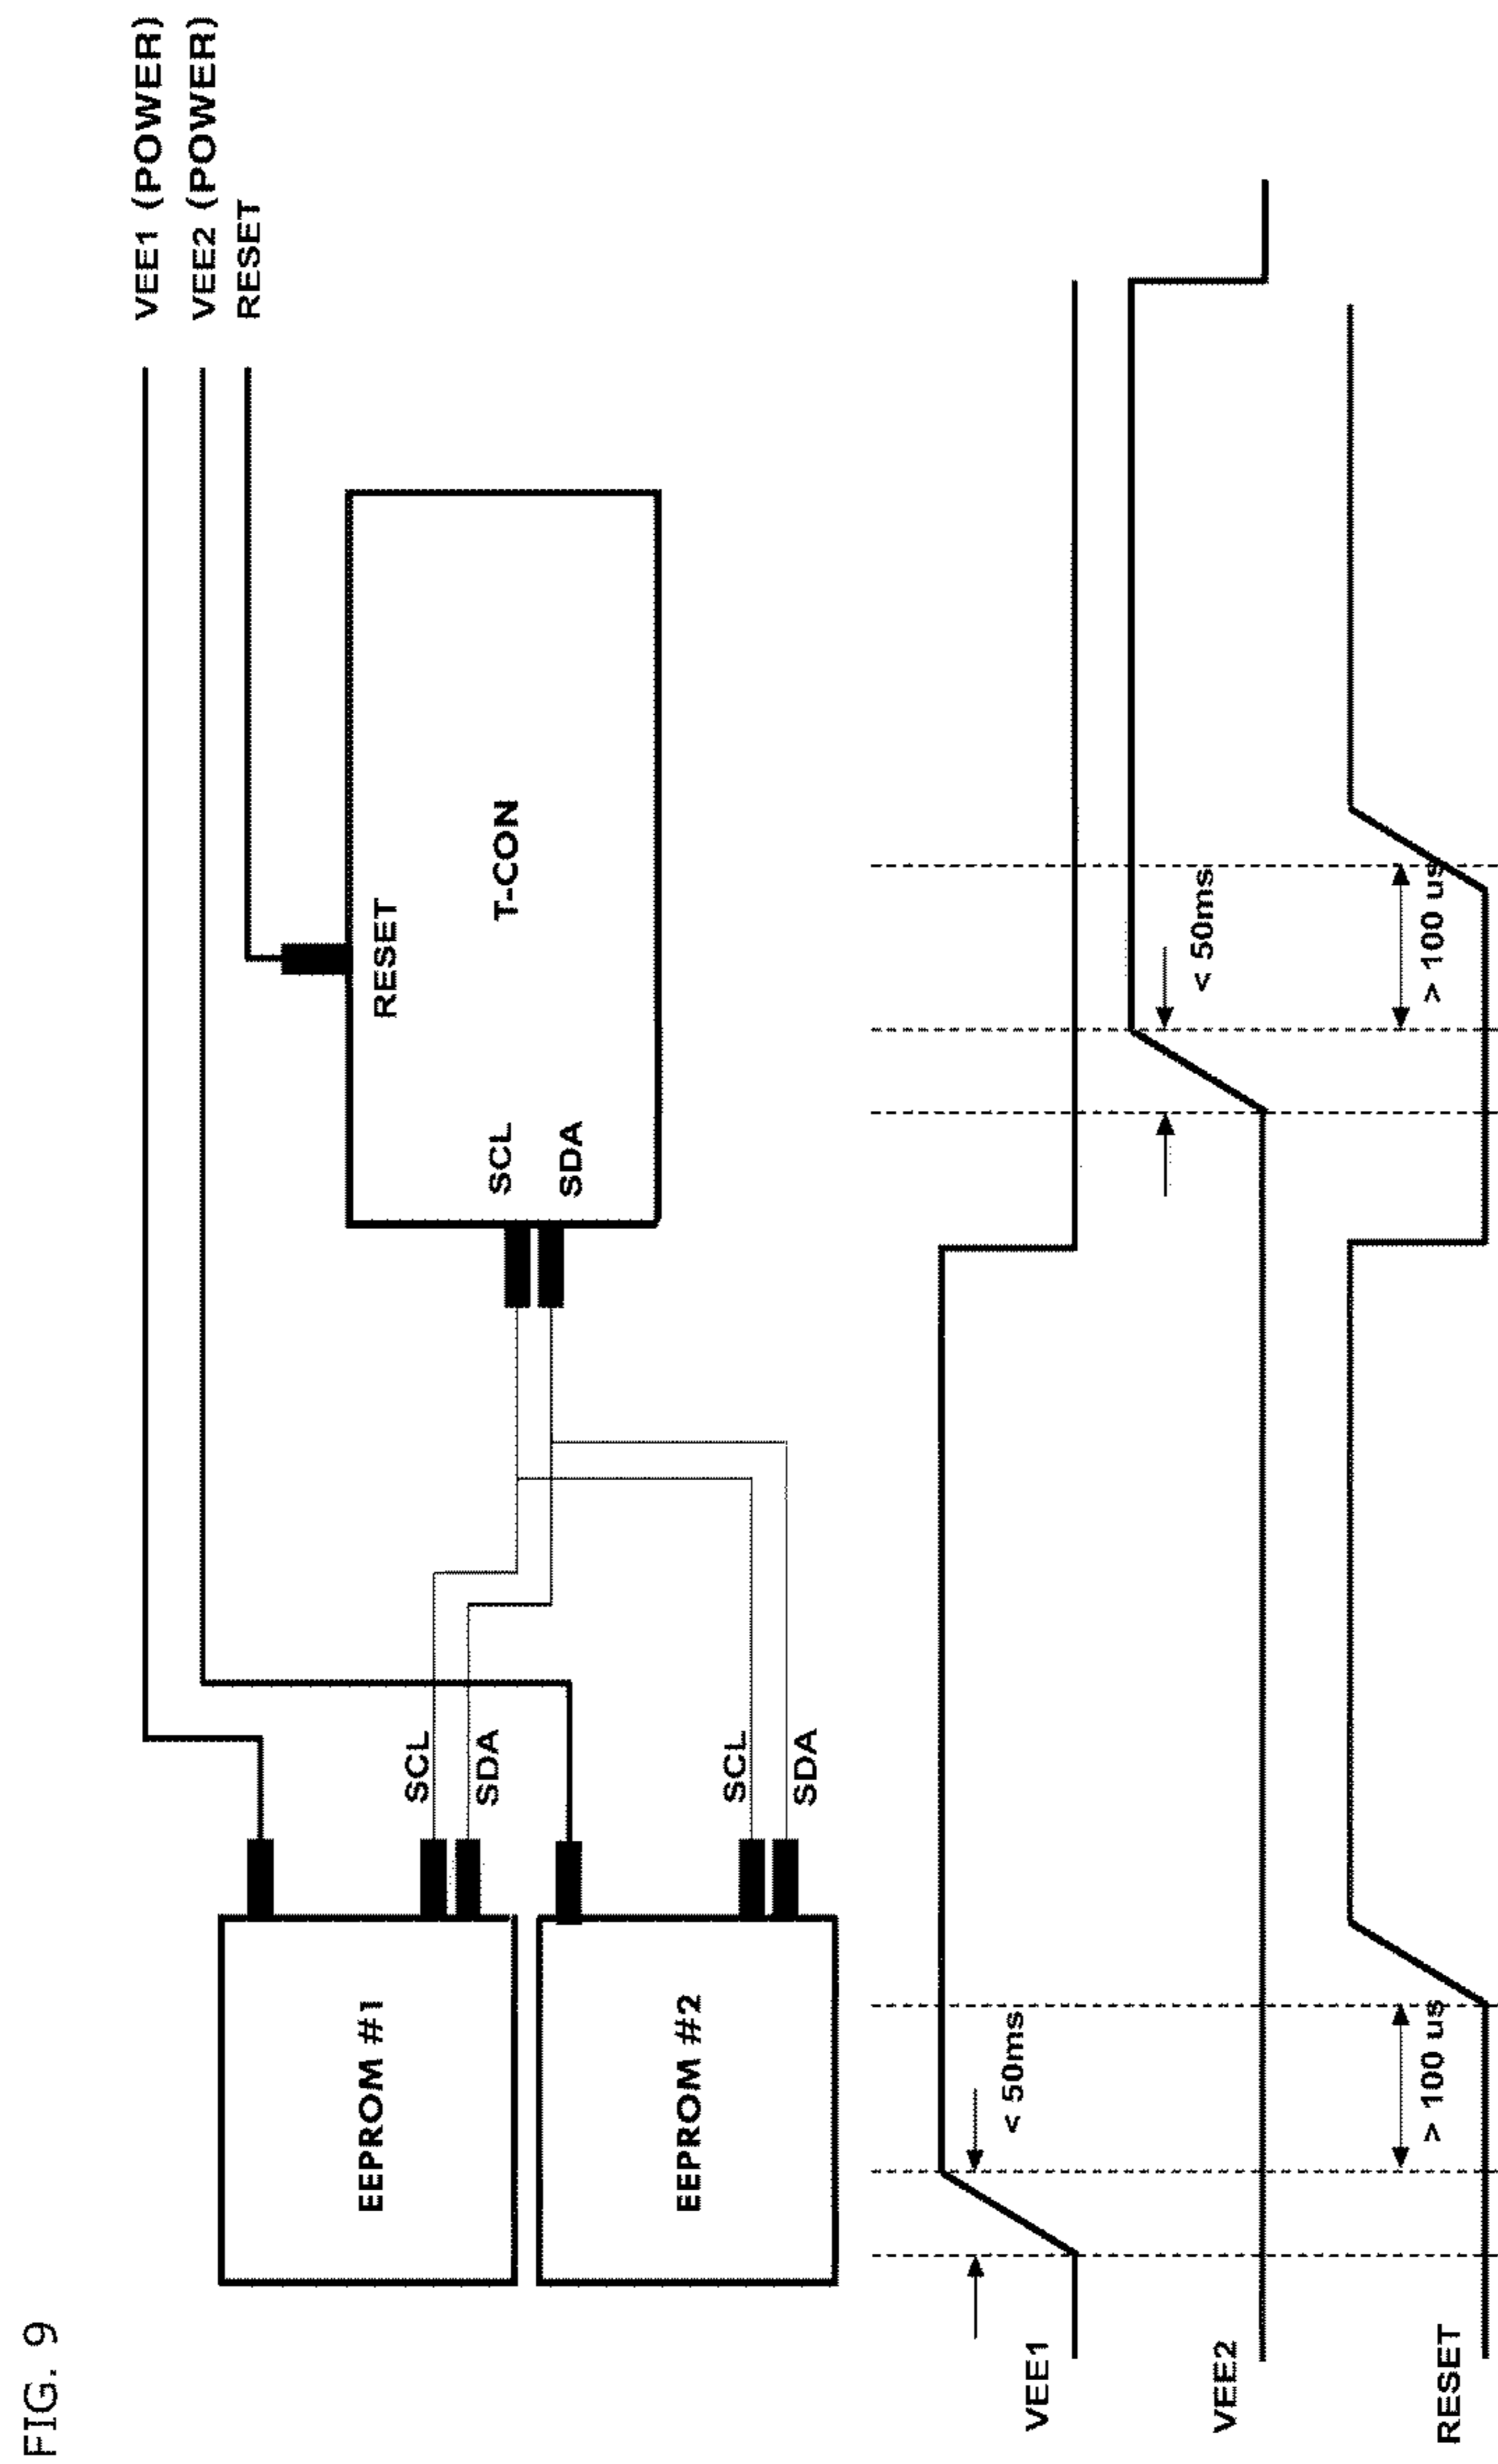 FIG. 9
VEE1 (POWER)
VEE2 (POWER)
RESET
RESET
T-CON
SCL
SDA
EEPROM #1
SCL
SDA
EEPROM #2
SCL
SDA
VEE1
< 50ms
VEE2
< 50ms
RESET
> 100 us
> 100 us